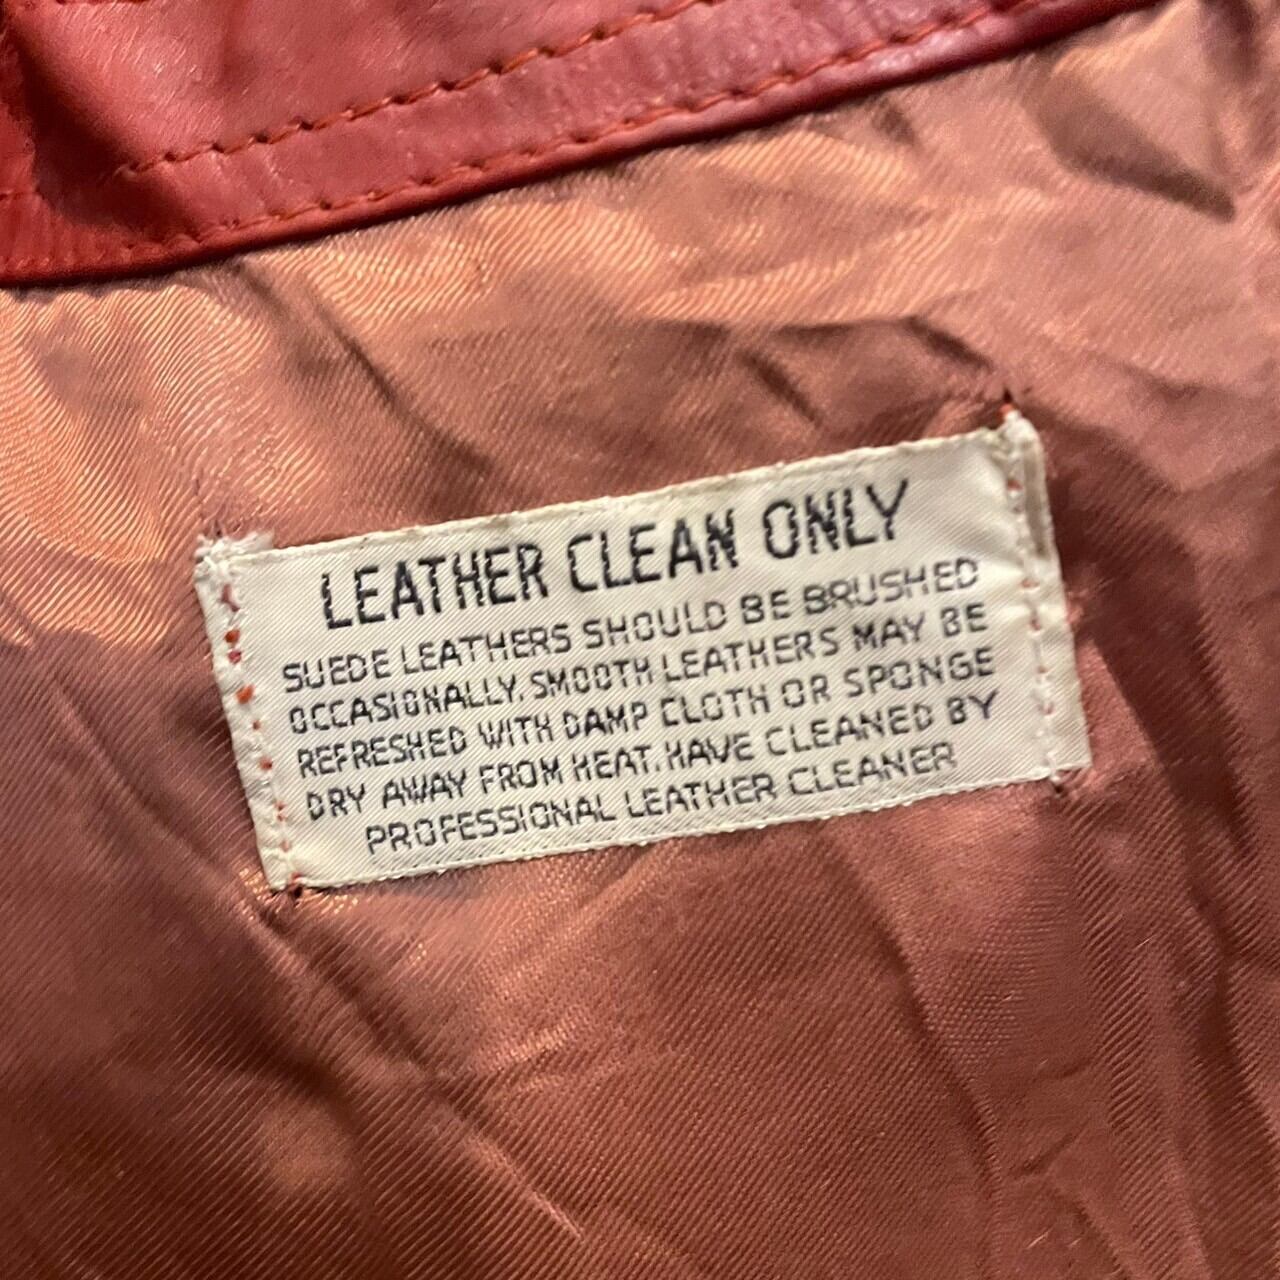 LEATHER CLEAN ONLY
SUEDE LEATHERS SHOULD BE BRUSHED
OCCASIONALLY. SMOOTH LEATHERS MAY BE
REFRESHED WITH DAMP CLOTH OR SPONGE
DRY AWAY FROM HEAT. HAVE CLEANED BY
PROFESSIONAL LEATHER CLEANER